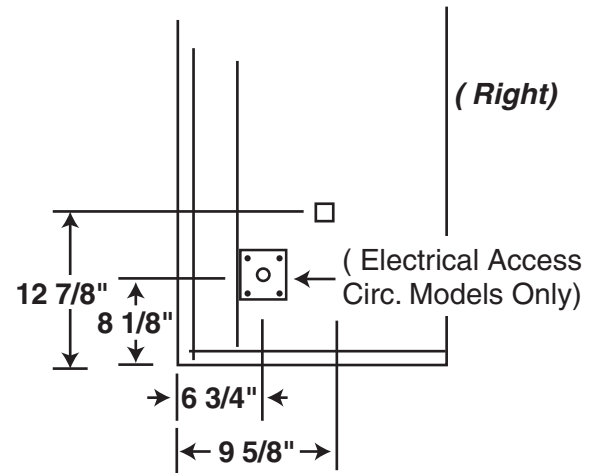 ( Right)
( Electrical Access
Circ. Models Only)
12 7/8"
8 1/8"
6 3/4"
9 5/8"